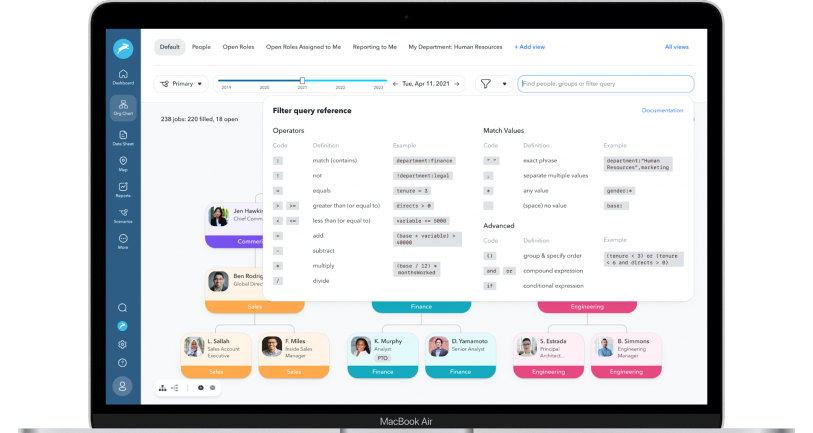 Default People Open Roles Open Roles Assigned to Me Reporting to Me My Department: Human Resources + Add view All views
Primary ← Tue, Apr 11, 2021 → Find people, groups or filter query
2019 2020 2021 2022 2023
Dashboard
Org Chart
Data Sheet
Map
Reports
Scenarios
More
238 jobs: 220 filled, 18 open
Filter query reference Documentation
Operators
Code Definition Example
: match (contains) department:finance
! not !department:legal
= equals tenure = 3
> >= greater than (or equal to) directs > 0
< <= less than (or equal to) variable <= 5000
+ add (base + variable) >
- subtract
* multiply (base / 12) *
monthsWorked
/ divide
Match Values
Code Definition Example
" " exact phrase department:"Human
Resources",marketing
, separate multiple values
* any value gender:*
(space) no value base:
Advanced
Code Definition Example
() group & specify order (tenure < 3) or (tenure
< 6 and directs > 0)
and or compound expression
if conditional expression
Jen Hawki
Chief Comm
Commer
Ben Rodrig
Global Direc
Sales Finance Engineering
L. Sallah
Sales Account
Executive
Sales
F. Miles
Inside Sales
Manager
Sales
K. Murphy
Analyst
PTO
Finance
D. Yamamoto
Senior Analyst
Finance
S. Estrada
Principal
Architect...
Engineering
B. Simmons
Engineering
Manager
Engineering
MacBook Air